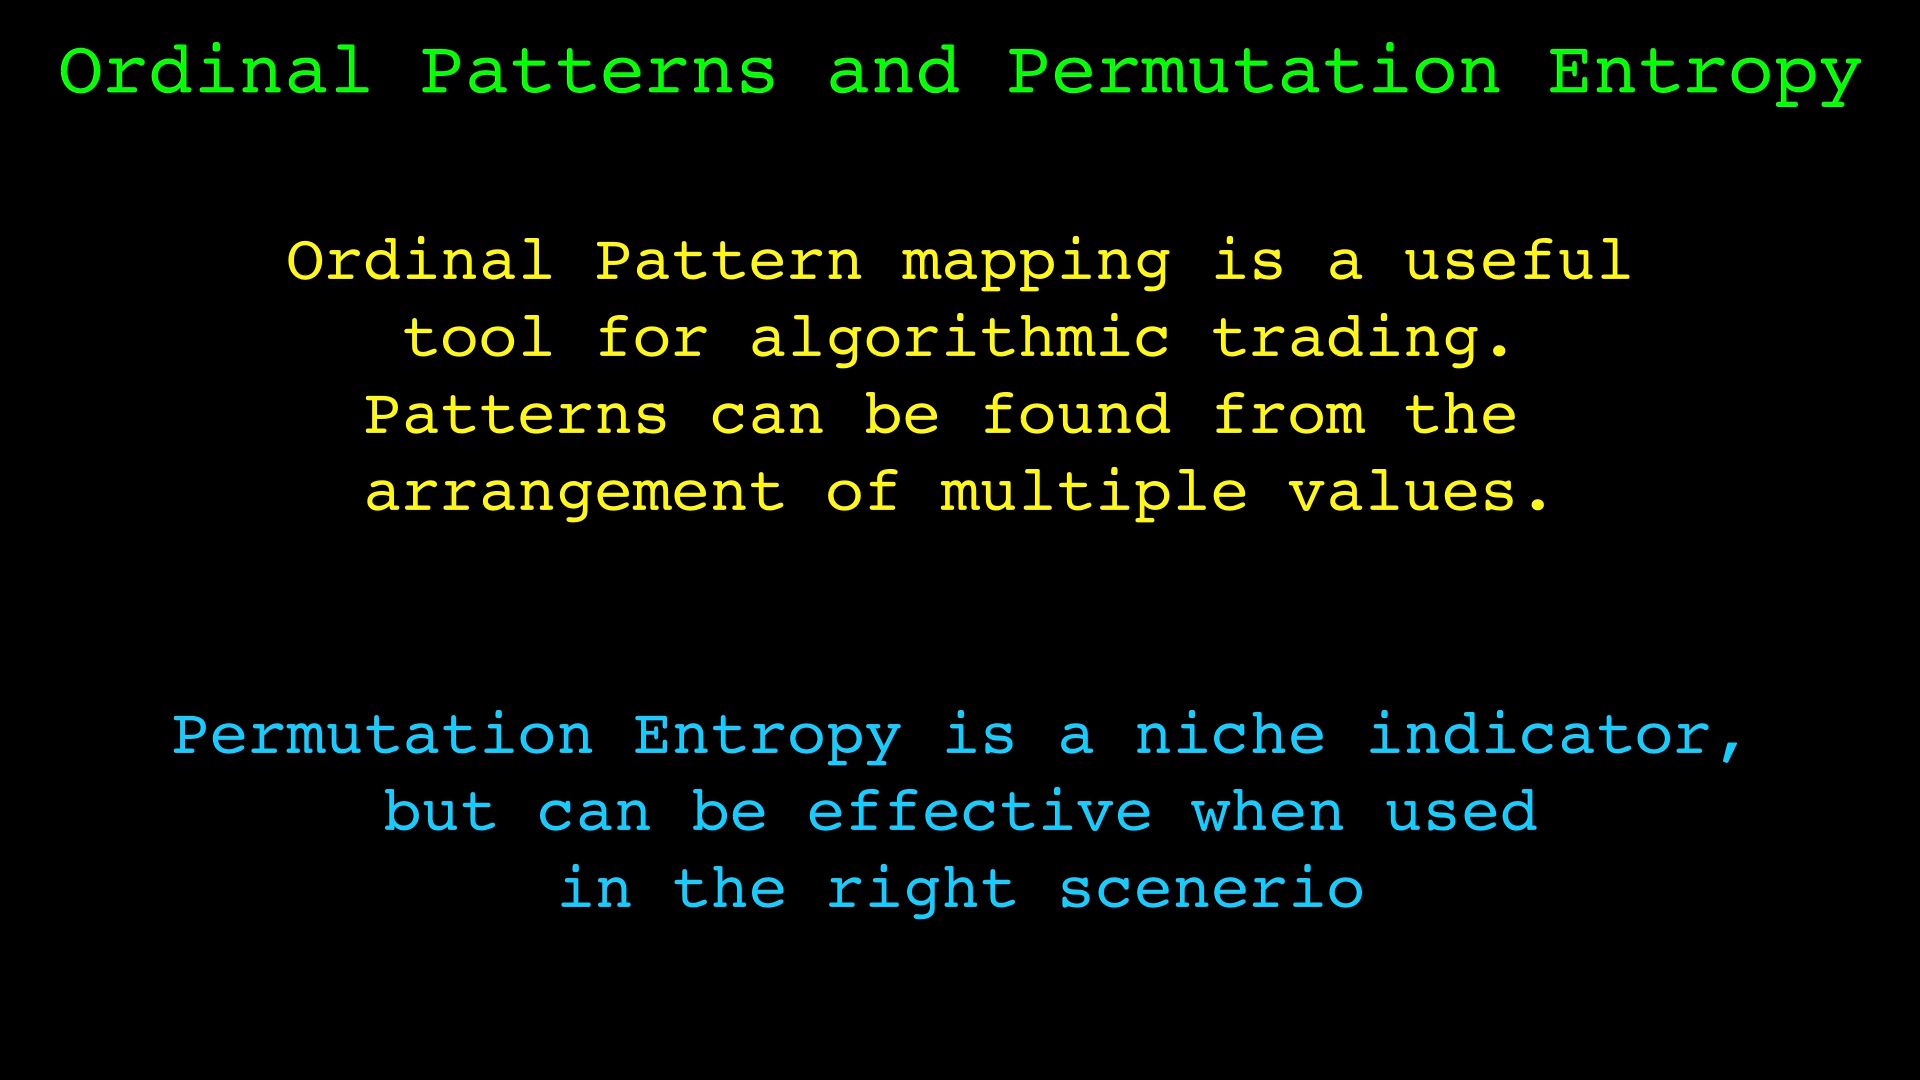 Ordinal Patterns and Permutation Entropy
Ordinal Pattern mapping is a useful
tool for algorithmic trading.
Patterns can be found from the
arrangement of multiple values.
Permutation Entropy is a niche indicator,
but can be effective when used
in the right scenerio